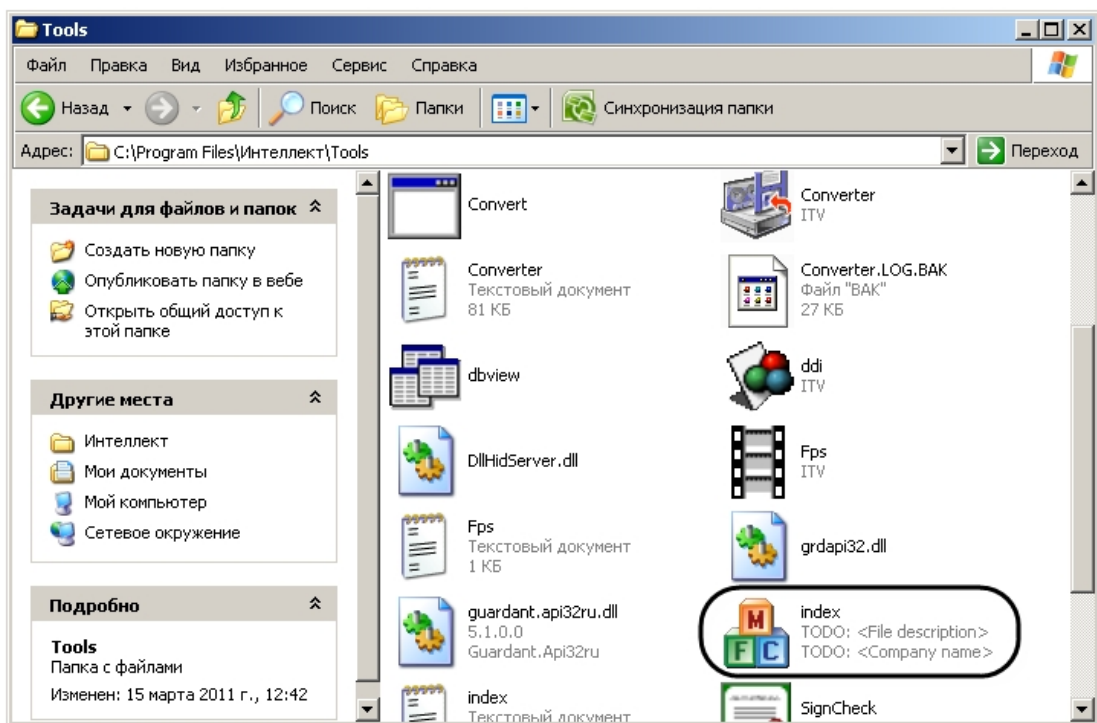 Tools
Файл Правка Вид Избранное Сервис Справка
Назад Поиск Папки Синхронизация папки
Адрес: C:\Program Files\Интеллект\Tools Переход
Задачи для файлов и папок
Создать новую папку
Опубликовать папку в вебе
Открыть общий доступ к
этой папке
Другие места
Интеллект
Мои документы
Мой компьютер
Сетевое окружение
Подробно
Tools
Папка с файлами
Изменен: 15 марта 2011 г., 12:42
Convert
Converter
ITV
Converter
Текстовый документ
81 КБ
Converter.LOG.BAK
Файл "BAK"
27 КБ
dbview
ddi
ITV
DllHidServer.dll
Fps
ITV
Fps
Текстовый документ
1 КБ
grdapi32.dll
guardant.api32ru.dll
5.1.0.0
Guardant.Api32ru
M
F C
index
TODO: <File description>
TODO: <Company name>
index
Текстовый документ
SignCheck